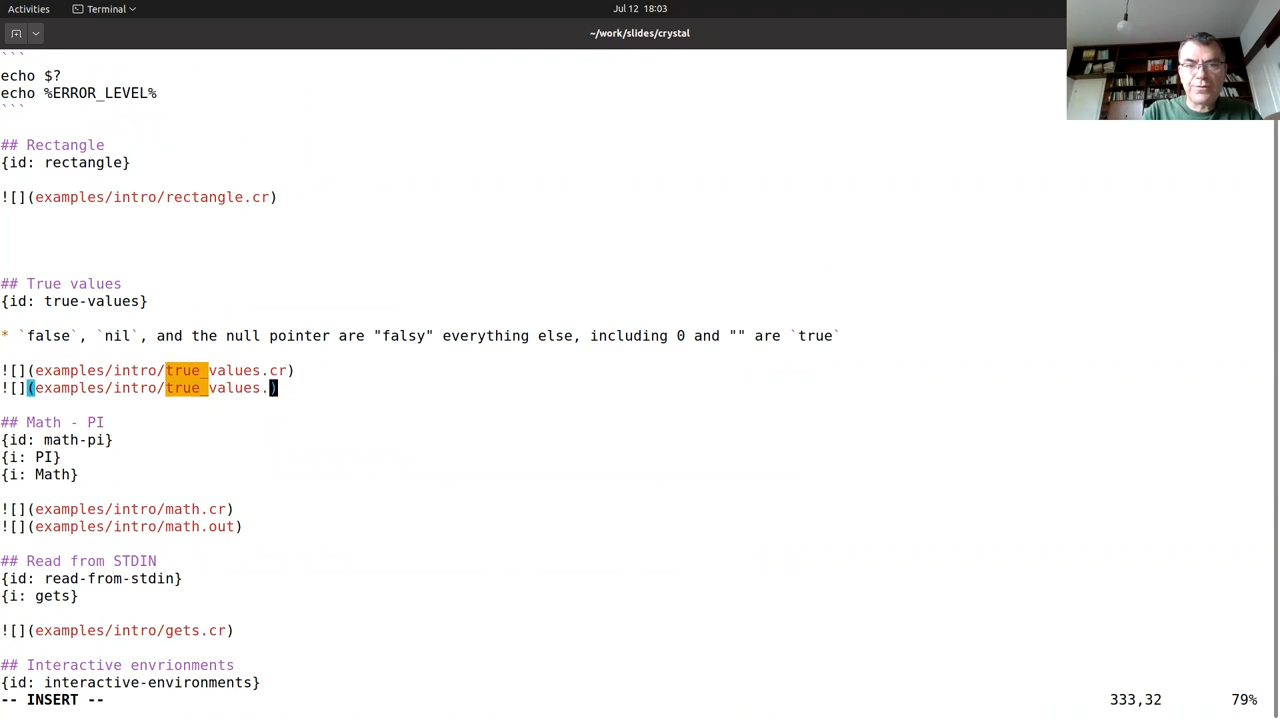 Activities
Terminal
Jul 12 18:03
~/work/slides/crystal
```
echo $?
echo %ERROR_LEVEL%
```
## Rectangle
{id: rectangle}
![](examples/intro/rectangle.cr)
## True values
{id: true-values}
* `false`, `nil`, and the null pointer are "falsy" everything else, including 0 and "" are `true`
![](examples/intro/true_values.cr)
![](examples/intro/true_values.)
## Math - PI
{id: math-pi}
{i: PI}
{i: Math}
![](examples/intro/math.cr)
![](examples/intro/math.out)
## Read from STDIN
{id: read-from-stdin}
{i: gets}
![](examples/intro/gets.cr)
## Interactive envrionments
{id: interactive-environments}
-- INSERT --
333,32
79%